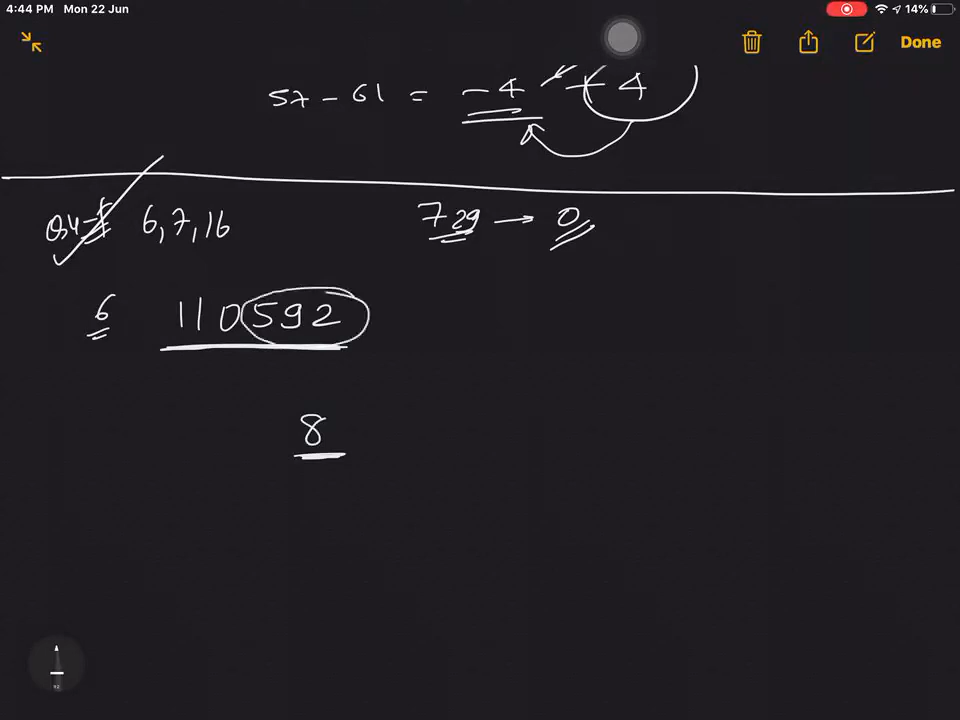 4:44 PM Mon 22 Jun 14%
Done
57 - 61 = -4 + 4
6, 7, 16 729 → 0
6 110592
8